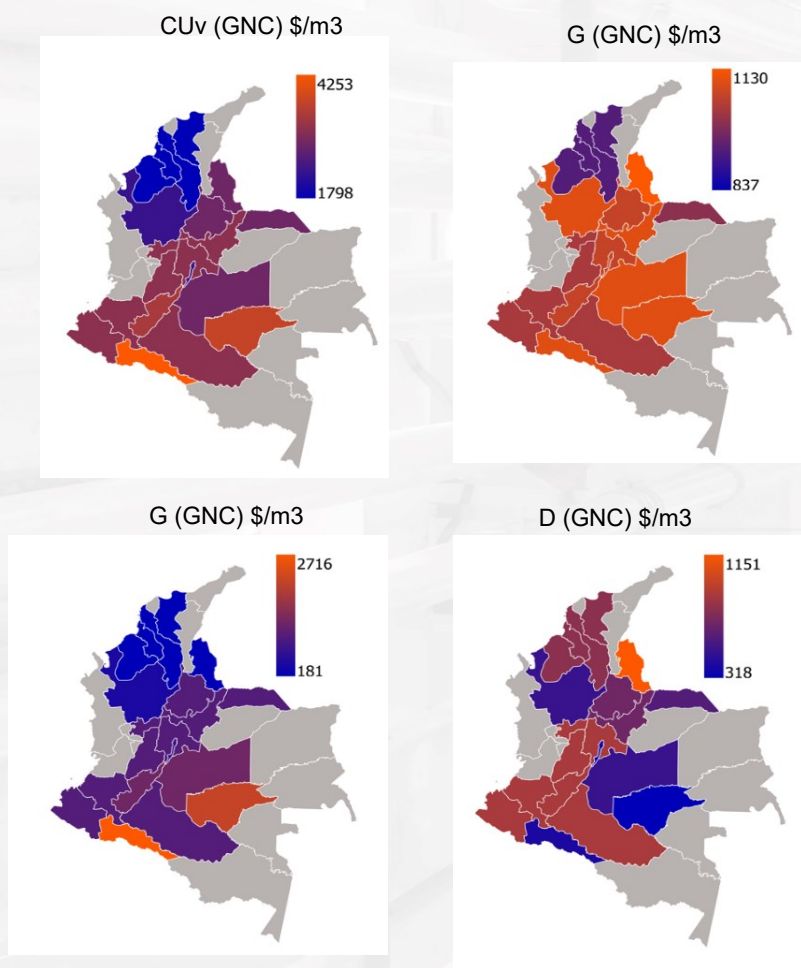 CUv (GNC) $/m3
4253
1798
G (GNC) $/m3
1130
837
G (GNC) $/m3
2716
181
D (GNC) $/m3
1151
318